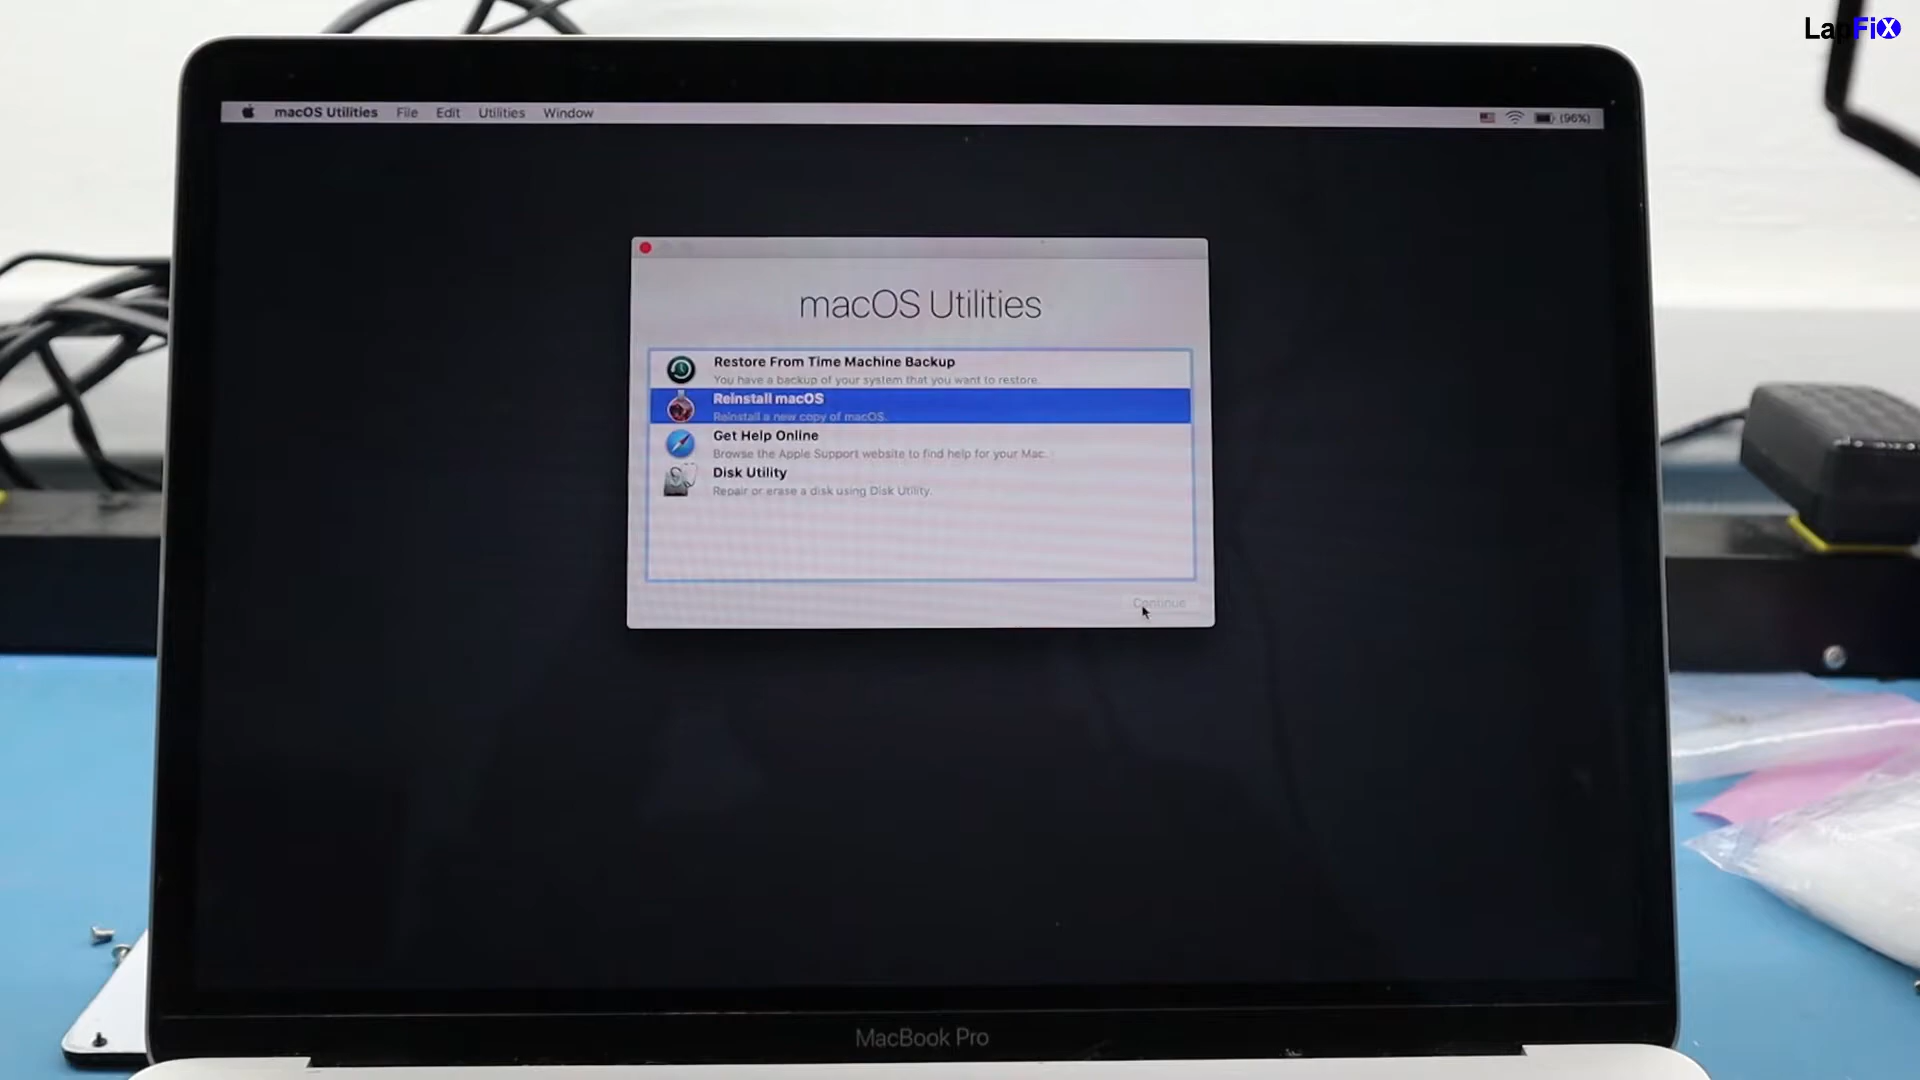 LapFiX
macOS Utilities File Edit Utilities Window (96%)
macOS Utilities
Restore From Time Machine Backup
You have a backup of your system that you want to restore.
Reinstall macOS
Reinstall a new copy of macOS.
Get Help Online
Browse the Apple Support website to find help for your Mac.
Disk Utility
Repair or erase a disk using Disk Utility.
Continue
MacBook Pro